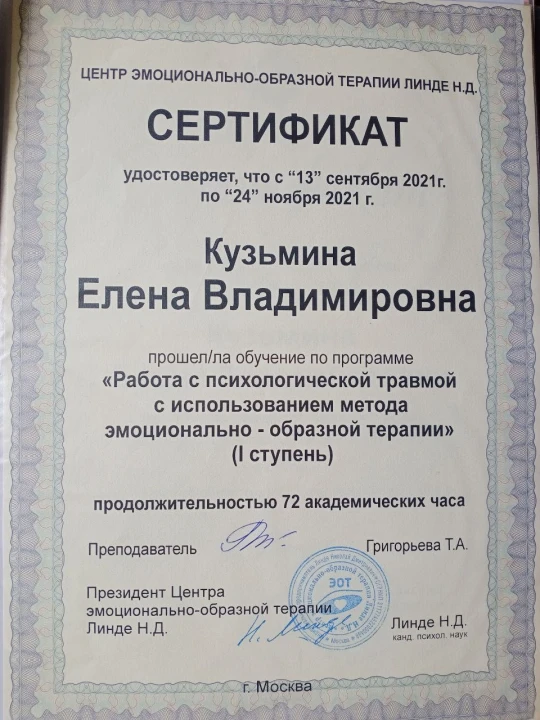 ЦЕНТР ЭМОЦИОНАЛЬНО-ОБРАЗНОЙ ТЕРАПИИ ЛИНДЕ Н.Д.
СЕРТИФИКАТ
удостоверяет, что с “13” сентября 2021г.
по “24” ноября 2021 г.
Кузьмина
Елена Владимировна
прошел/ла обучение по программе
«Работа с психологической травмой
с использованием метода
эмоционально - образной терапии»
(I ступень)
продолжительностью 72 академических часа
Преподаватель
Григорьева Т.А.
Президент Центра
эмоционально-образной терапии
Линде Н.Д.
ЭОТ
Линде Н.Д.
канд. психол. наук
г. Москва